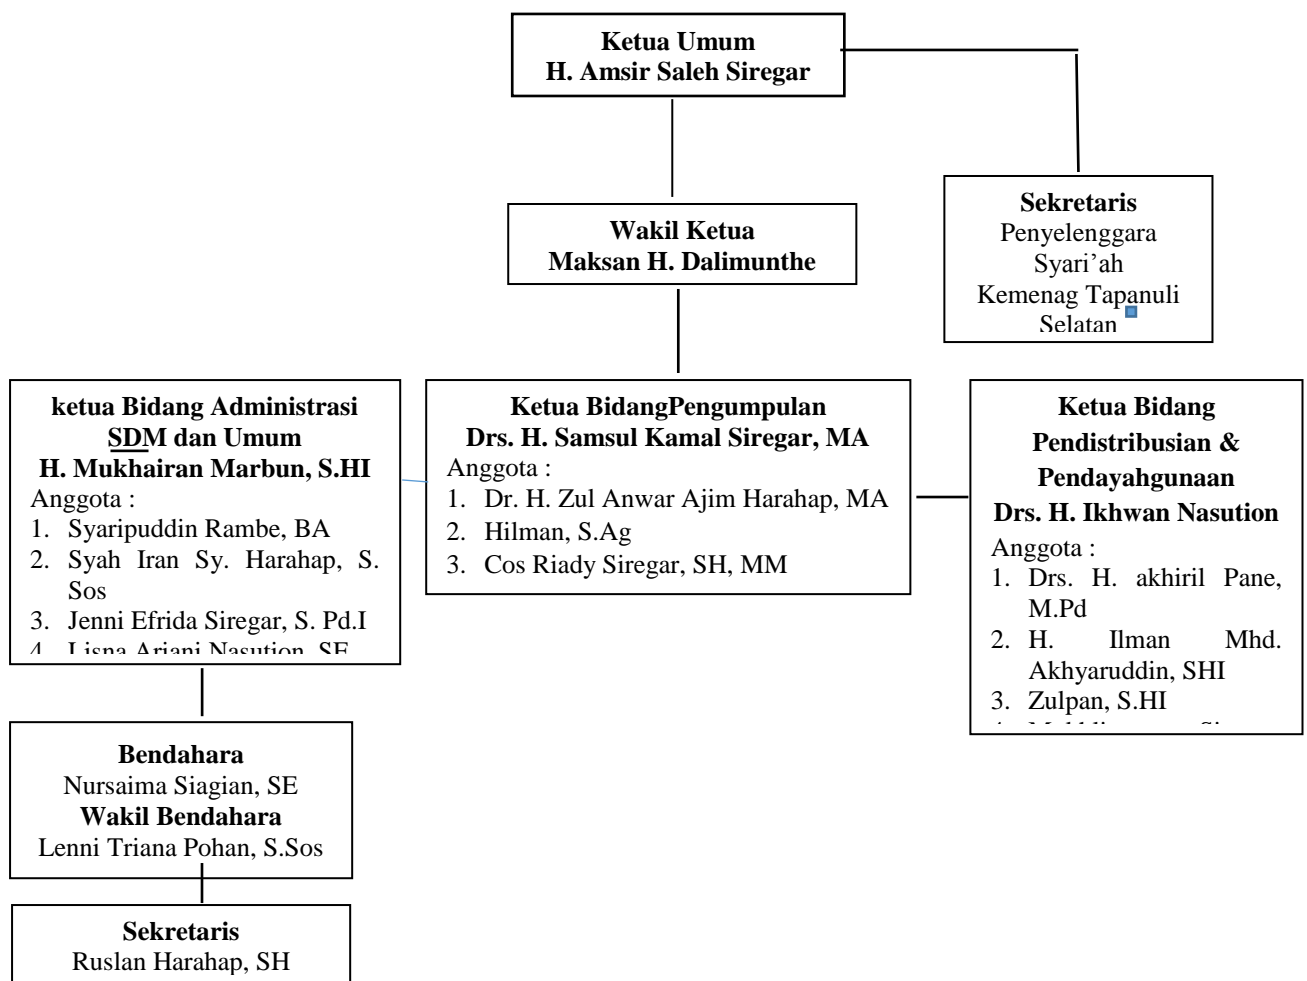 Ketua Umum
H. Amsir Saleh Siregar
Wakil Ketua
Maksan H. Dalimunthe
Sekretaris
Penyelenggara
Syari’ah
Kemenag Tapanuli
Selatan
ketua Bidang Administrasi
SDM dan Umum
H. Mukhairan Marbun, S.HI
Anggota :
1. Syaripuddin Rambe, BA
2. Syah Iran Sy. Harahap, S.
Sos
3. Jenni Efrida Siregar, S. Pd.I
4. Lisna Ariani Nasution, SE
Ketua BidangPengumpulan
Drs. H. Samsul Kamal Siregar, MA
Anggota :
1. Dr. H. Zul Anwar Ajim Harahap, MA
2. Hilman, S.Ag
3. Cos Riady Siregar, SH, MM
Ketua Bidang
Pendistribusian &
Pendayahgunaan
Drs. H. Ikhwan Nasution
Anggota :
1. Drs. H. akhiril Pane,
M.Pd
2. H. Ilman Mhd.
Akhyaruddin, SHI
3. Zulpan, S.HI
Bendahara
Nursaima Siagian, SE
Wakil Bendahara
Lenni Triana Pohan, S.Sos
Sekretaris
Ruslan Harahap, SH